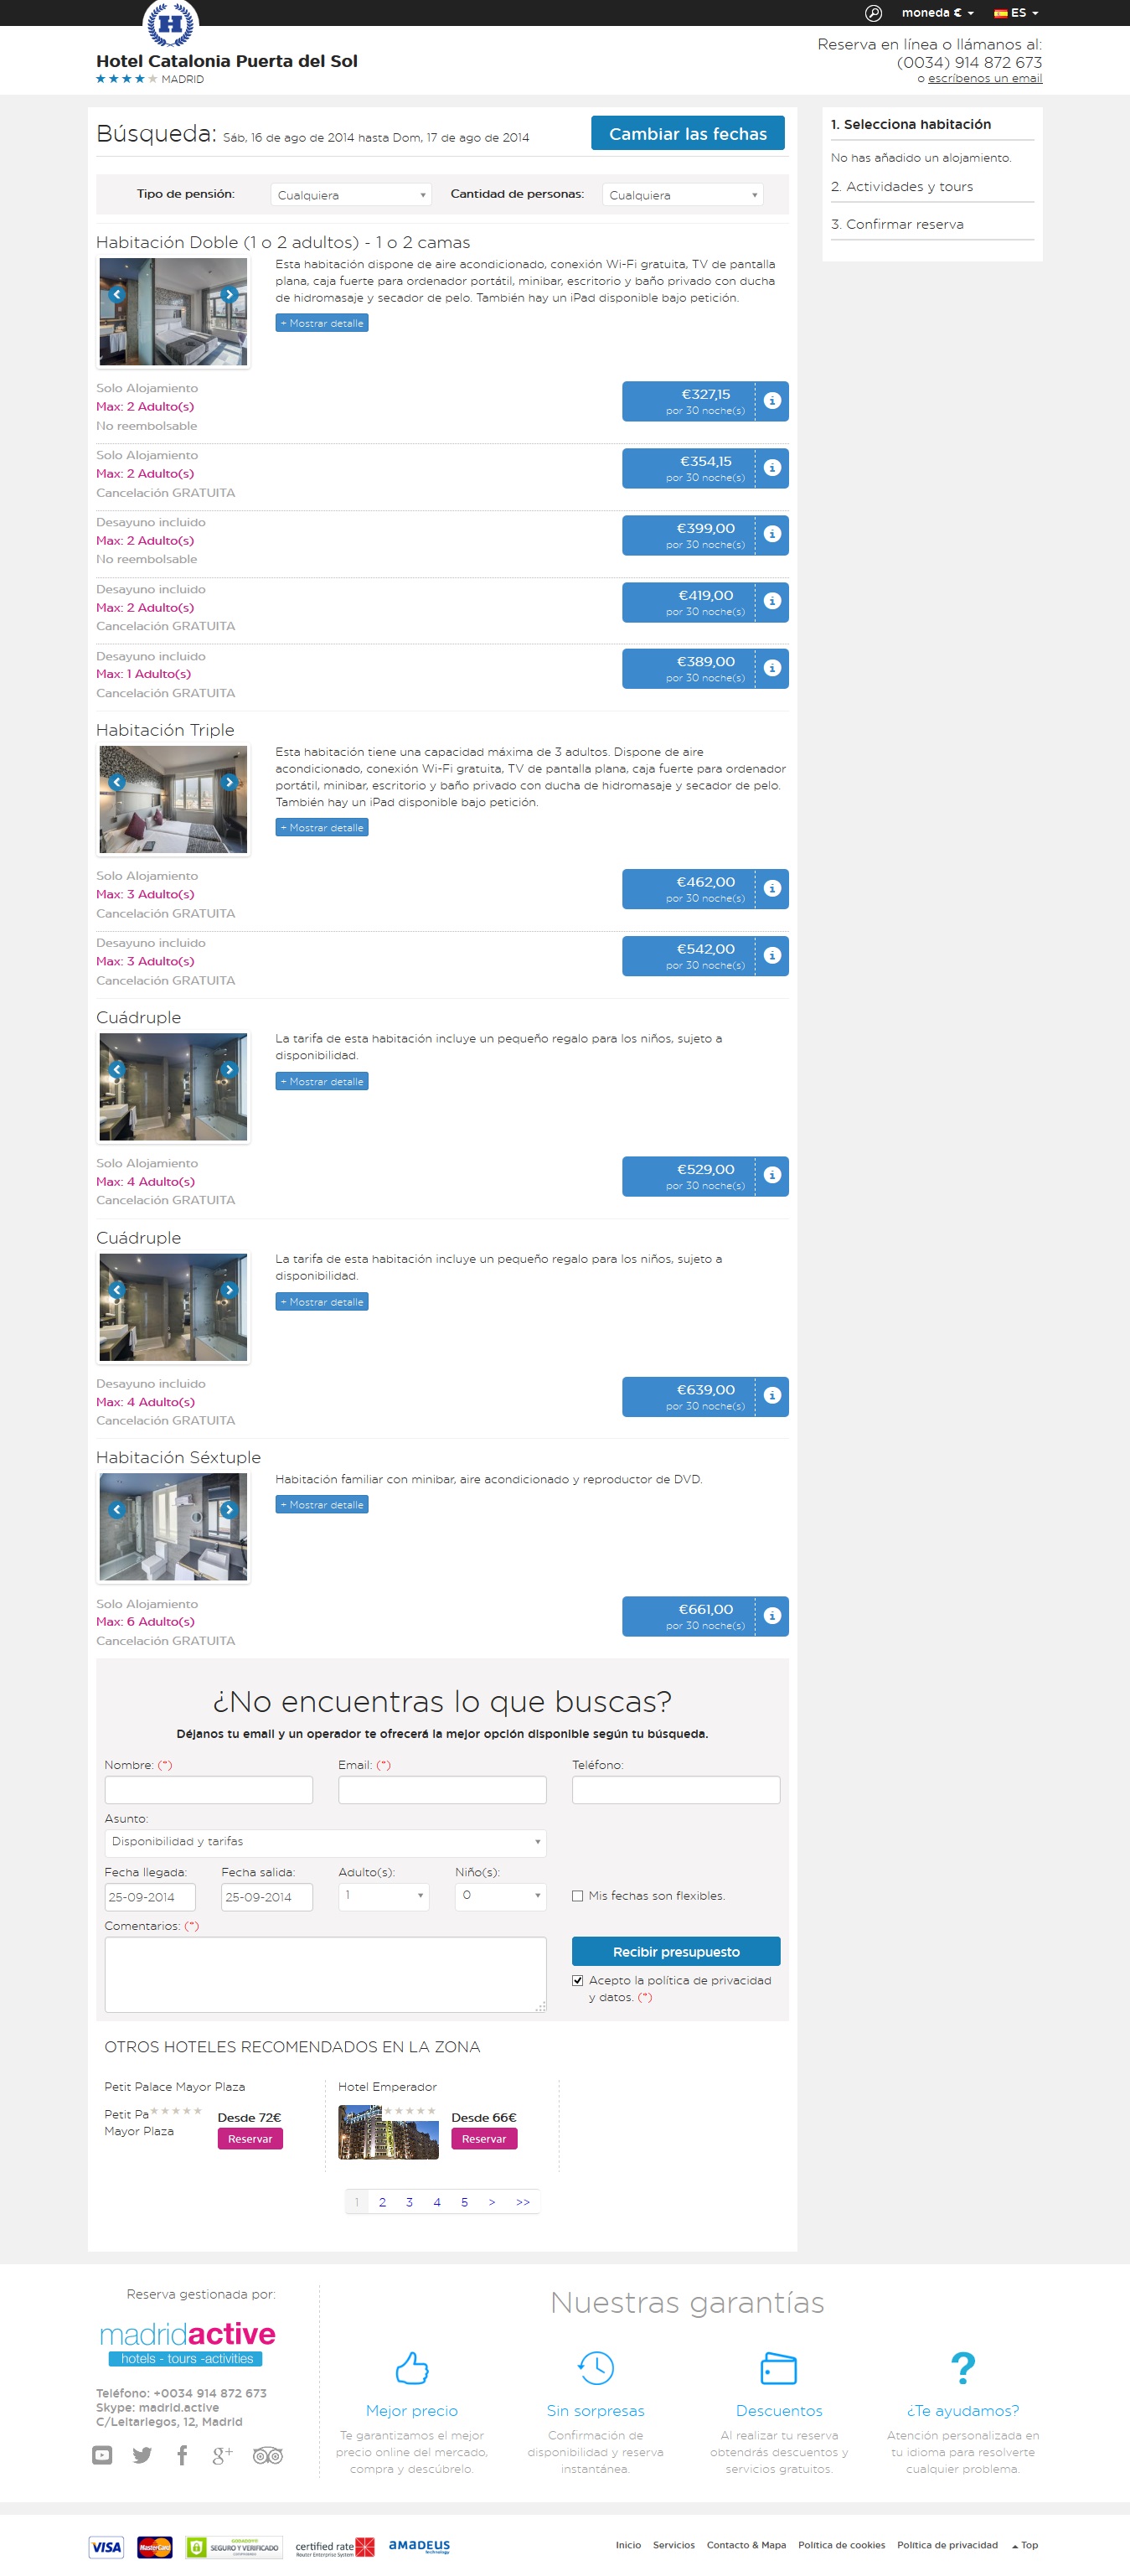 moneda € ES
H
Hotel Catalonia Puerta del Sol
MADRID
Reserva en línea o llámanos al:
(0034) 914 872 673
o escríbenos un email
Búsqueda: Sáb, 16 de ago de 2014 hasta Dom, 17 de ago de 2014
Cambiar las fechas
Tipo de pensión: Cualquiera Cantidad de personas: Cualquiera
1. Selecciona habitación
No has añadido un alojamiento.
2. Actividades y tours
3. Confirmar reserva
Habitación Doble (1 o 2 adultos) - 1 o 2 camas
Esta habitación dispone de aire acondicionado, conexión Wi-Fi gratuita, TV de pantalla
plana, caja fuerte para ordenador portátil, minibar, escritorio y baño privado con ducha
de hidromasaje y secador de pelo. También hay un iPad disponible bajo petición.
+ Mostrar detalle
Solo Alojamiento
Max: 2 Adulto(s)
No reembolsable
€327,15
por 30 noche(s)
Solo Alojamiento
Max: 2 Adulto(s)
Cancelación GRATUITA
€354,15
por 30 noche(s)
Desayuno incluido
Max: 2 Adulto(s)
No reembolsable
€399,00
por 30 noche(s)
Desayuno incluido
Max: 2 Adulto(s)
Cancelación GRATUITA
€419,00
por 30 noche(s)
Desayuno incluido
Max: 1 Adulto(s)
Cancelación GRATUITA
€389,00
por 30 noche(s)
Habitación Triple
Esta habitación tiene una capacidad máxima de 3 adultos. Dispone de aire
acondicionado, conexión Wi-Fi gratuita, TV de pantalla plana, caja fuerte para ordenador
portátil, minibar, escritorio y baño privado con ducha de hidromasaje y secador de pelo.
También hay un iPad disponible bajo petición.
+ Mostrar detalle
Solo Alojamiento
Max: 3 Adulto(s)
Cancelación GRATUITA
€462,00
por 30 noche(s)
Desayuno incluido
Max: 3 Adulto(s)
Cancelación GRATUITA
€542,00
por 30 noche(s)
Cuádruple
La tarifa de esta habitación incluye un pequeño regalo para los niños, sujeto a
disponibilidad.
+ Mostrar detalle
Solo Alojamiento
Max: 4 Adulto(s)
Cancelación GRATUITA
€529,00
por 30 noche(s)
Cuádruple
La tarifa de esta habitación incluye un pequeño regalo para los niños, sujeto a
disponibilidad.
+ Mostrar detalle
Desayuno incluido
Max: 4 Adulto(s)
Cancelación GRATUITA
€639,00
por 30 noche(s)
Habitación Séxtuple
Habitación familiar con minibar, aire acondicionado y reproductor de DVD.
+ Mostrar detalle
Solo Alojamiento
Max: 6 Adulto(s)
Cancelación GRATUITA
€661,00
por 30 noche(s)
¿No encuentras lo que buscas?
Déjanos tu email y un operador te ofrecerá la mejor opción disponible según tu búsqueda.
Nombre: (*) Email: (*) Teléfono:
Asunto:
Disponibilidad y tarifas
Fecha llegada: Fecha salida: Adulto(s): Niño(s):
25-09-2014 25-09-2014 1 0 Mis fechas son flexibles.
Comentarios: (*)
Recibir presupuesto
Acepto la política de privacidad
y datos. (*)
OTROS HOTELES RECOMENDADOS EN LA ZONA
Petit Palace Mayor Plaza
Petit Pa
Mayor Plaza
Desde 72€
Reservar
Hotel Emperador
Desde 66€
Reservar
1 2 3 4 5 > >>
Reserva gestionada por:
madridactive
hotels - tours -activities
Teléfono: +0034 914 872 673
Skype: madrid.active
C/Leitariegos, 12, Madrid
g+
Nuestras garantías
Mejor precio
Te garantizamos el mejor
precio online del mercado,
compra y descúbrelo.
Sin sorpresas
Confirmación de
disponibilidad y reserva
instantánea.
Descuentos
Al realizar tu reserva
obtendrás descuentos y
servicios gratuitos.
?
¿Te ayudamos?
Atención personalizada en
tu idioma para resolverte
cualquier problema.
VISA
MasterCard
SEGURO Y VERIFICADO
certified rate
amadeus
Inicio Servicios Contacto & Mapa Política de cookies Política de privacidad Top